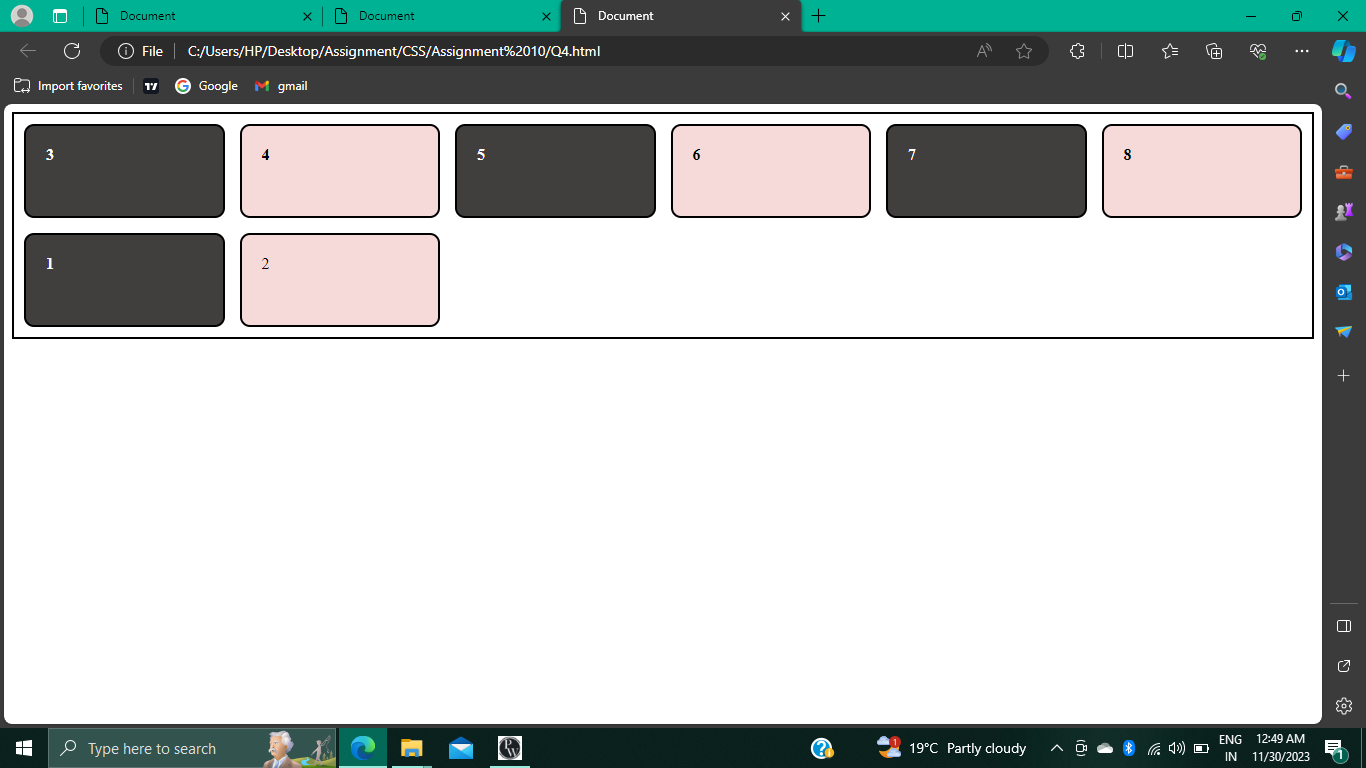 Document
Document
Document
File
C:/Users/HP/Desktop/Assignment/CSS/Assignment%2010/Q4.html
Import favorites
Google
gmail
3 4 5 6 7 8
1 2
Type here to search
19°C Partly cloudy
ENG
IN
12:49 AM
11/30/2023
1
1